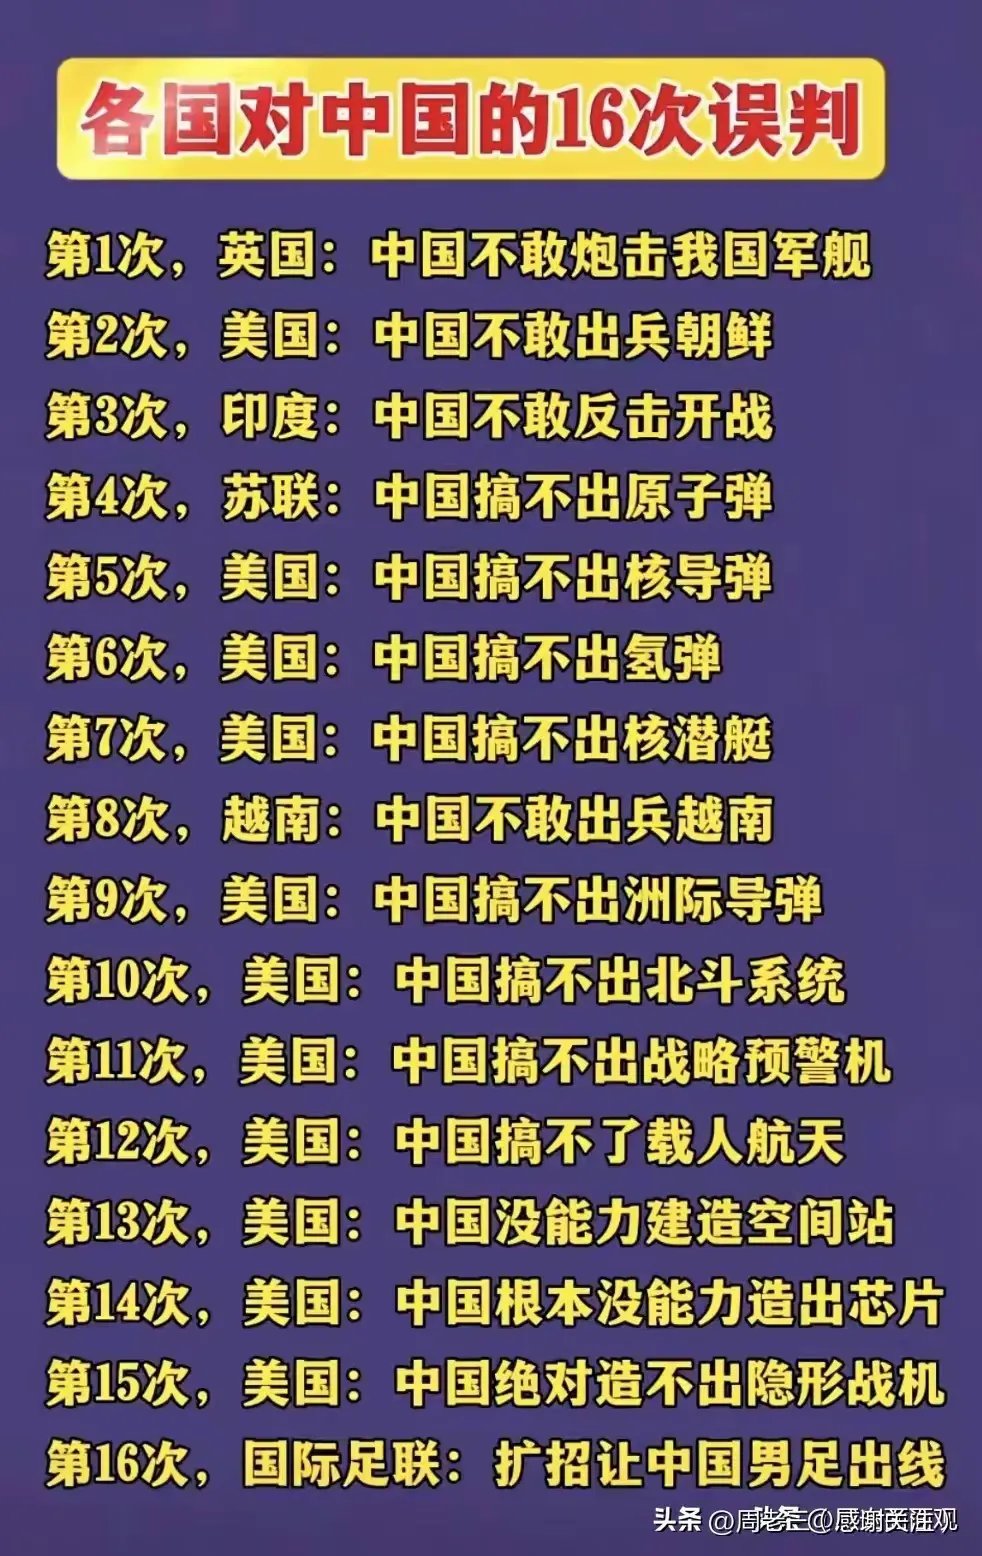 各国对中国的16次误判
第1次，英国：中国不敢炮击我国军舰
第2次，美国：中国不敢出兵朝鲜
第3次，印度：中国不敢反击开战
第4次，苏联：中国搞不出原子弹
第5次，美国：中国搞不出核导弹
第6次，美国：中国搞不出氢弹
第7次，美国：中国搞不出核潜艇
第8次，越南：中国不敢出兵越南
第9次，美国：中国搞不出洲际导弹
第10次，美国：中国搞不出北斗系统
第11次，美国：中国搞不出战略预警机
第12次，美国：中国搞不了载人航天
第13次，美国：中国没能力建造空间站
第14次，美国：中国根本没能力造出芯片
第15次，美国：中国绝对造不出隐形战机
第16次，国际足联：扩招让中国男足出线
头条 @周老三